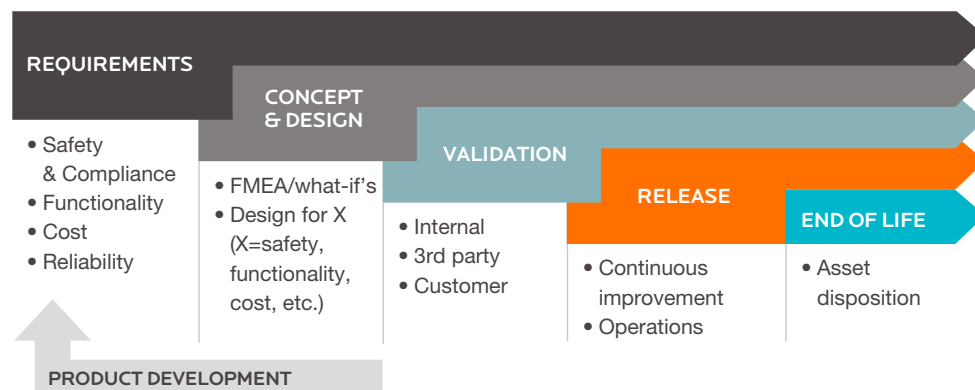 REQUIREMENTS
• Safety
& Compliance
• Functionality
• Cost
• Reliability
CONCEPT
& DESIGN
• FMEA/what-if's
• Design for X
(X=safety,
functionality,
cost, etc.)
VALIDATION
• Internal
• 3rd party
• Customer
RELEASE
• Continuous
improvement
• Operations
END OF LIFE
• Asset
disposition
PRODUCT DEVELOPMENT